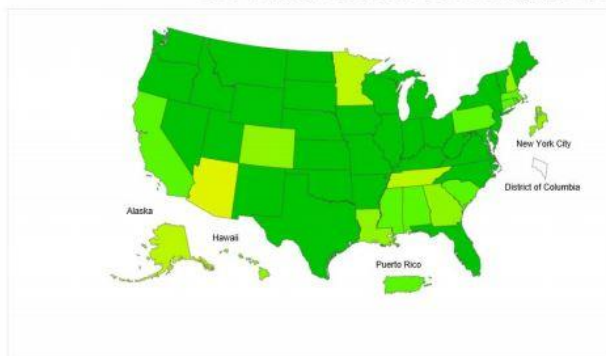 New York City
District of Columbia
Alaska
Hawaii
Puerto Rico